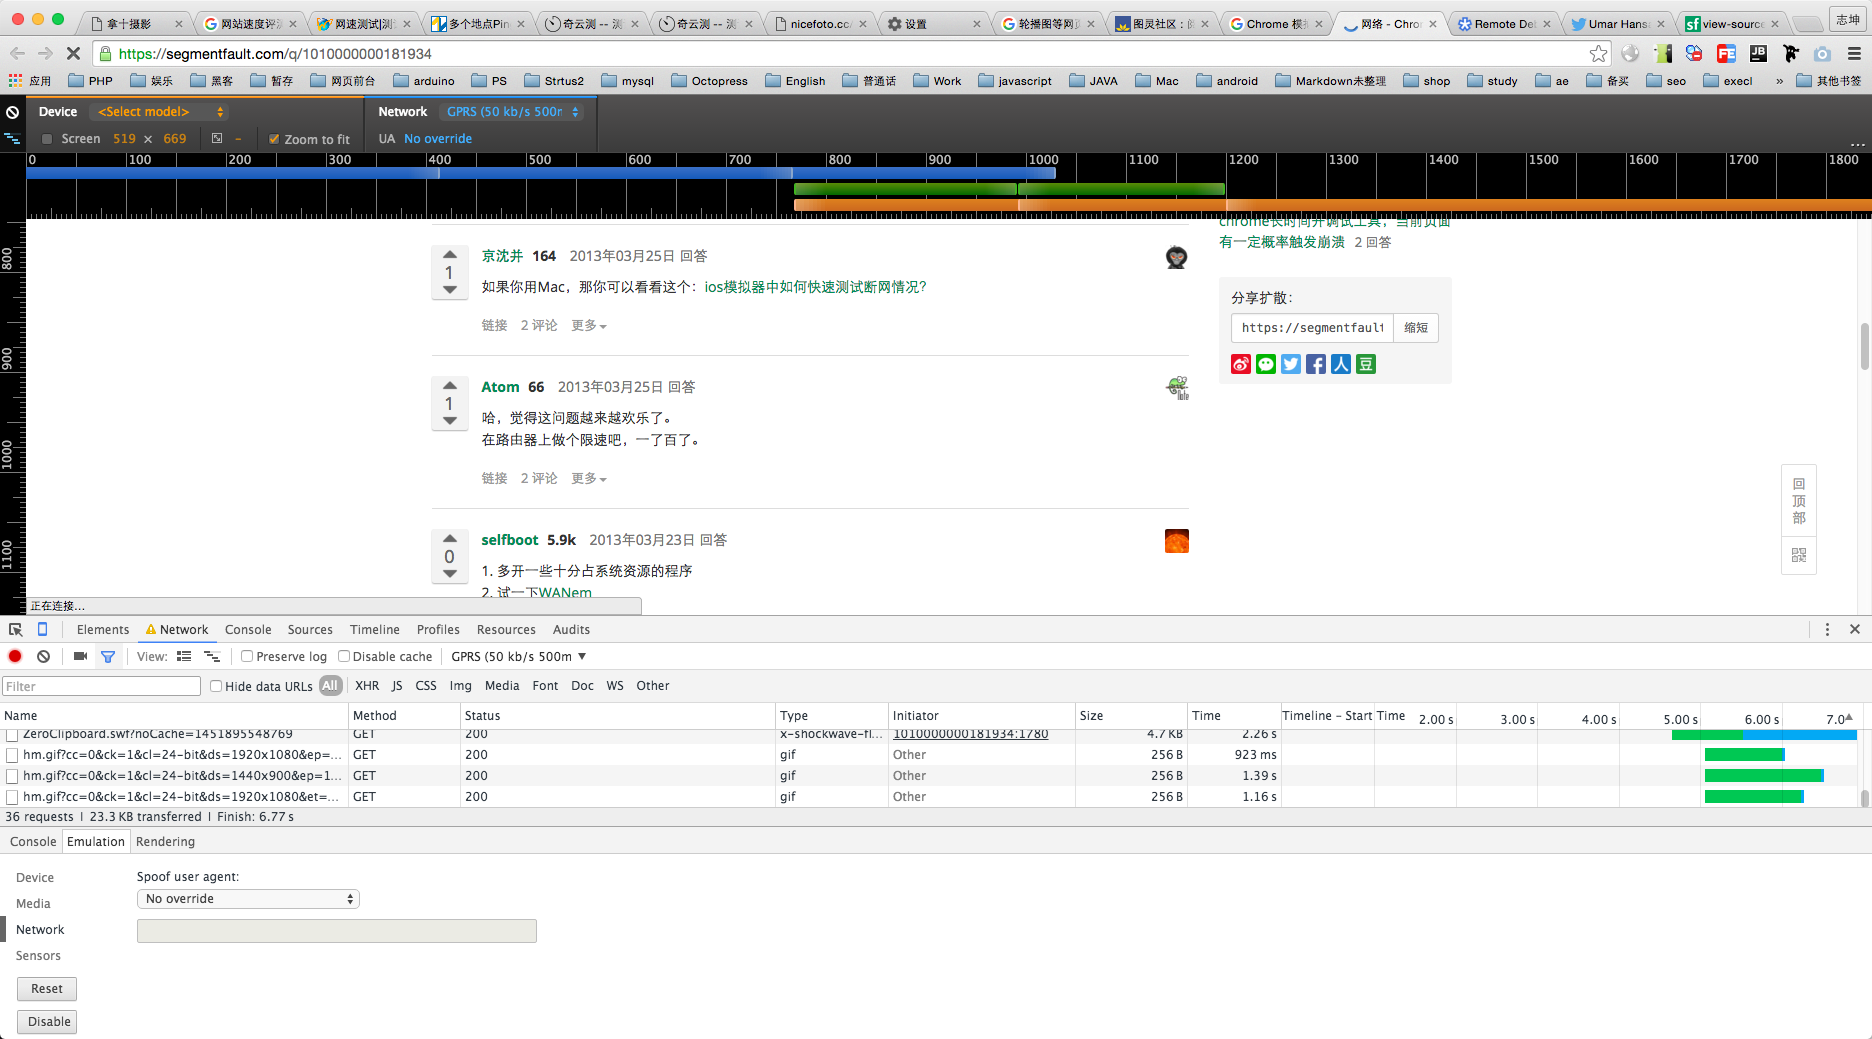 拿十摄影
网站速度评测
网速测试|测
多个地点Pin
奇云测 -- 测
奇云测 -- 测
nicefoto.cc/
设置
轮播图等网页
图灵社区：阅
Chrome 模拟
网络 - Chro
Remote De
Umar Hans
view-source
志坤
https://segmentfault.com/q/1010000000181934
应用
PHP
娱乐
黑客
暂存
网页前台
arduino
PS
Strtus2
mysql
Octopress
English
普通话
Work
javascript
JAVA
Mac
android
Markdown未整理
shop
study
ae
备买
seo
execl
»
其他书签
Device <Select model>
Network GPRS (50 kb/s 500m
Screen 519 × 669
Zoom to fit
UA No override
...
0 100 200 300 400 500 600 700 800 900 1000 1100 1200 1300 1400 1500 1600 1700 1800
800
900
1000
1100
chrome长时间开调试工具，当前页面
有一定概率触发崩溃 2 回答
1
京沈并 164 2013年03月25日 回答
如果你用Mac，那你可以看看这个：ios模拟器中如何快速测试断网情况?
链接 2 评论 更多
分享扩散：
https://segmentfault
缩短
人
豆
1
Atom 66 2013年03月25日 回答
哈，觉得这问题越来越欢乐了。
在路由器上做个限速吧，一了百了。
链接 2 评论 更多
0
selfboot 5.9k 2013年03月23日 回答
1. 多开一些十分占系统资源的程序
2. 试一下WANem
回
顶
部
正在连接...
Elements Network Console Sources Timeline Profiles Resources Audits
View: Preserve log Disable cache GPRS (50 kb/s 500m
Filter Hide data URLs All XHR JS CSS Img Media Font Doc WS Other
Name Method Status Type Initiator Size Time Timeline – Start Time 2.00 s 3.00 s 4.00 s 5.00 s 6.00 s 7.0
ZeroClipboard.swf?noCache=1451895548769 GET 200 x-shockwave-fl... 1010000000181934:1780 4.7 KB 2.26 s
hm.gif?cc=0&ck=1&cl=24-bit&ds=1920x1080&ep=... GET 200 gif Other 256 B 923 ms
hm.gif?cc=0&ck=1&cl=24-bit&ds=1440x900&ep=1... GET 200 gif Other 256 B 1.39 s
hm.gif?cc=0&ck=1&cl=24-bit&ds=1920x1080&et=... GET 200 gif Other 256 B 1.16 s
36 requests | 23.3 KB transferred | Finish: 6.77 s
Console Emulation Rendering
Device
Media
Network
Sensors
Spoof user agent:
No override
Reset
Disable